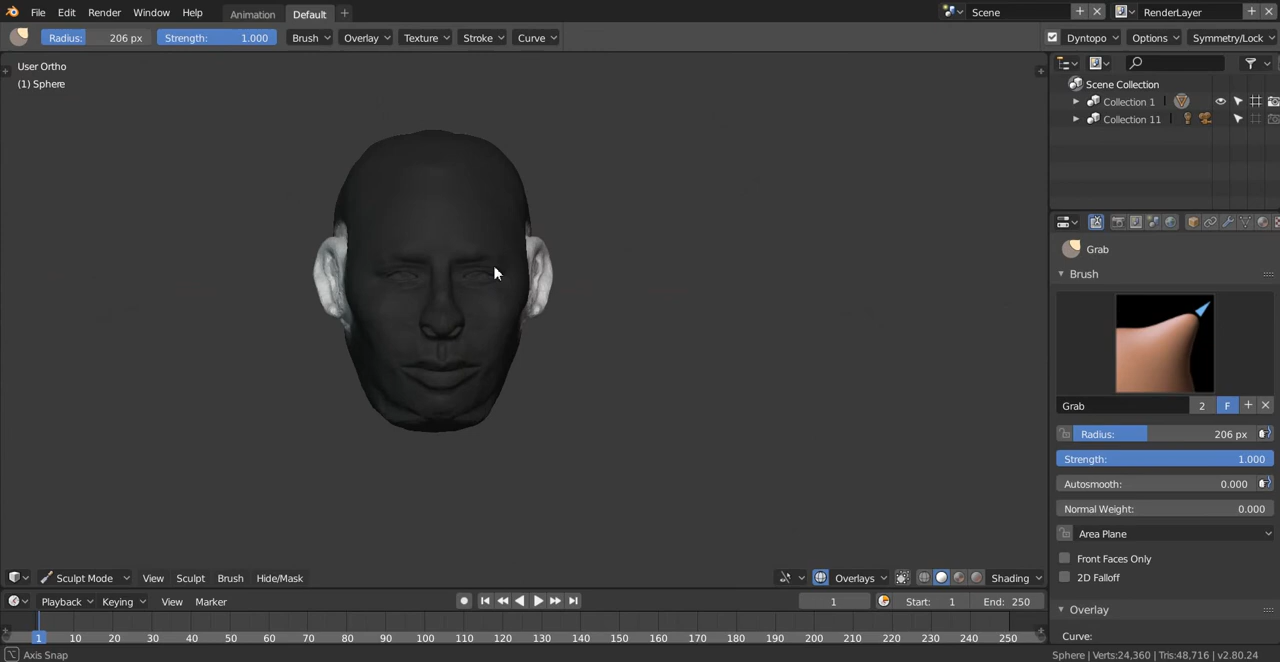 File Edit Render Window Help Animation Default + Scene RenderLayer
Radius: 206 px Strength: 1.000 Brush Overlay Texture Stroke Curve Dyntopo Options Symmetry/Lock
User Ortho
(1) Sphere
Scene Collection
Collection 1
Collection 11
Grab
Brush
Grab 2 F
Radius: 206 px
Strength: 1.000
Autosmooth: 0.000
Normal Weight: 0.000
Area Plane
Front Faces Only
2D Falloff
Overlay
Curve:
Sculpt Mode View Sculpt Brush Hide/Mask Overlays Shading
Playback Keying View Marker 1 Start: 1 End: 250
1 10 20 30 40 50 60 70 80 90 100 110 120 130 140 150 160 170 180 190 200 210 220 230 240 250
Axis Snap Sphere | Verts:24,360 | Tris:48,716 | v2.80.24